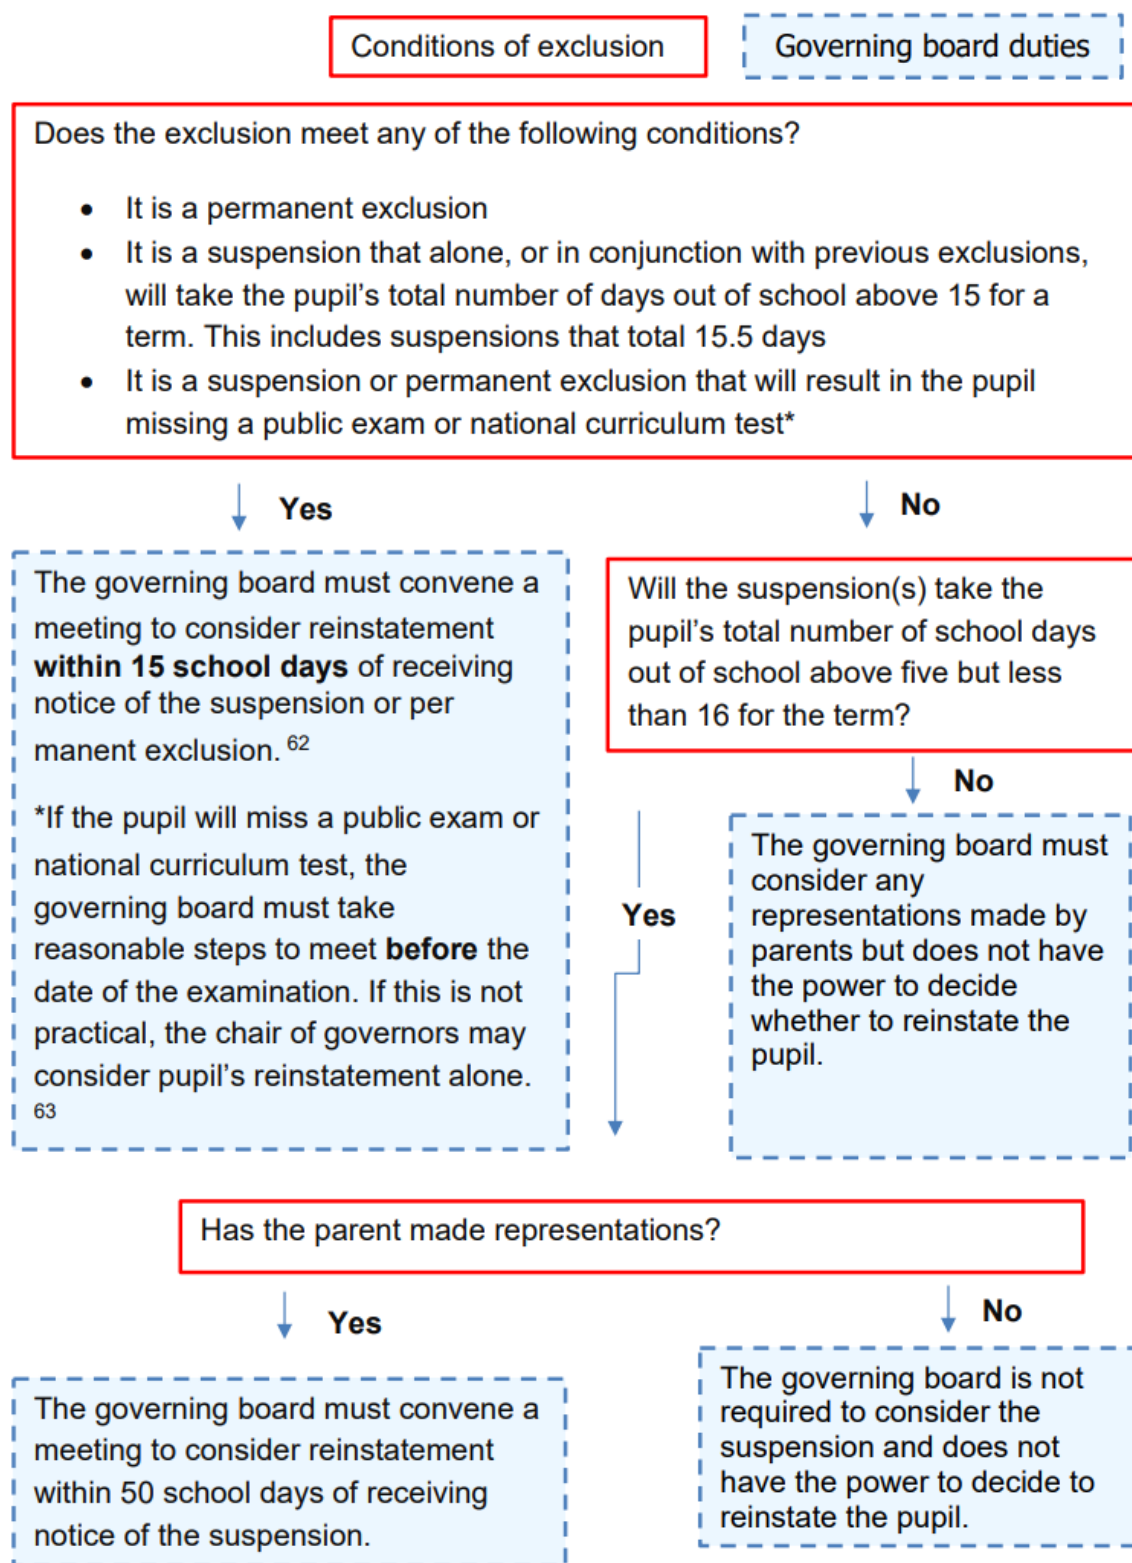 Conditions of exclusion
Governing board duties
Does the exclusion meet any of the following conditions?
• It is a permanent exclusion
• It is a suspension that alone, or in conjunction with previous exclusions,
will take the pupil's total number of days out of school above 15 for a
term. This includes suspensions that total 15.5 days
• It is a suspension or permanent exclusion that will result in the pupil
missing a public exam or national curriculum test*
Yes
No
The governing board must convene a
meeting to consider reinstatement
within 15 school days of receiving
notice of the suspension or per
manent exclusion. 62
*If the pupil will miss a public exam or
national curriculum test, the
governing board must take
reasonable steps to meet before the
date of the examination. If this is not
practical, the chair of governors may
consider pupil's reinstatement alone.
63
Will the suspension(s) take the
pupil's total number of school days
out of school above five but less
than 16 for the term?
No
Yes
The governing board must
consider any
representations made by
parents but does not have
the power to decide
whether to reinstate the
pupil.
Has the parent made representations?
Yes
No
The governing board must convene a
meeting to consider reinstatement
within 50 school days of receiving
notice of the suspension.
The governing board is not
required to consider the
suspension and does not
have the power to decide to
reinstate the pupil.